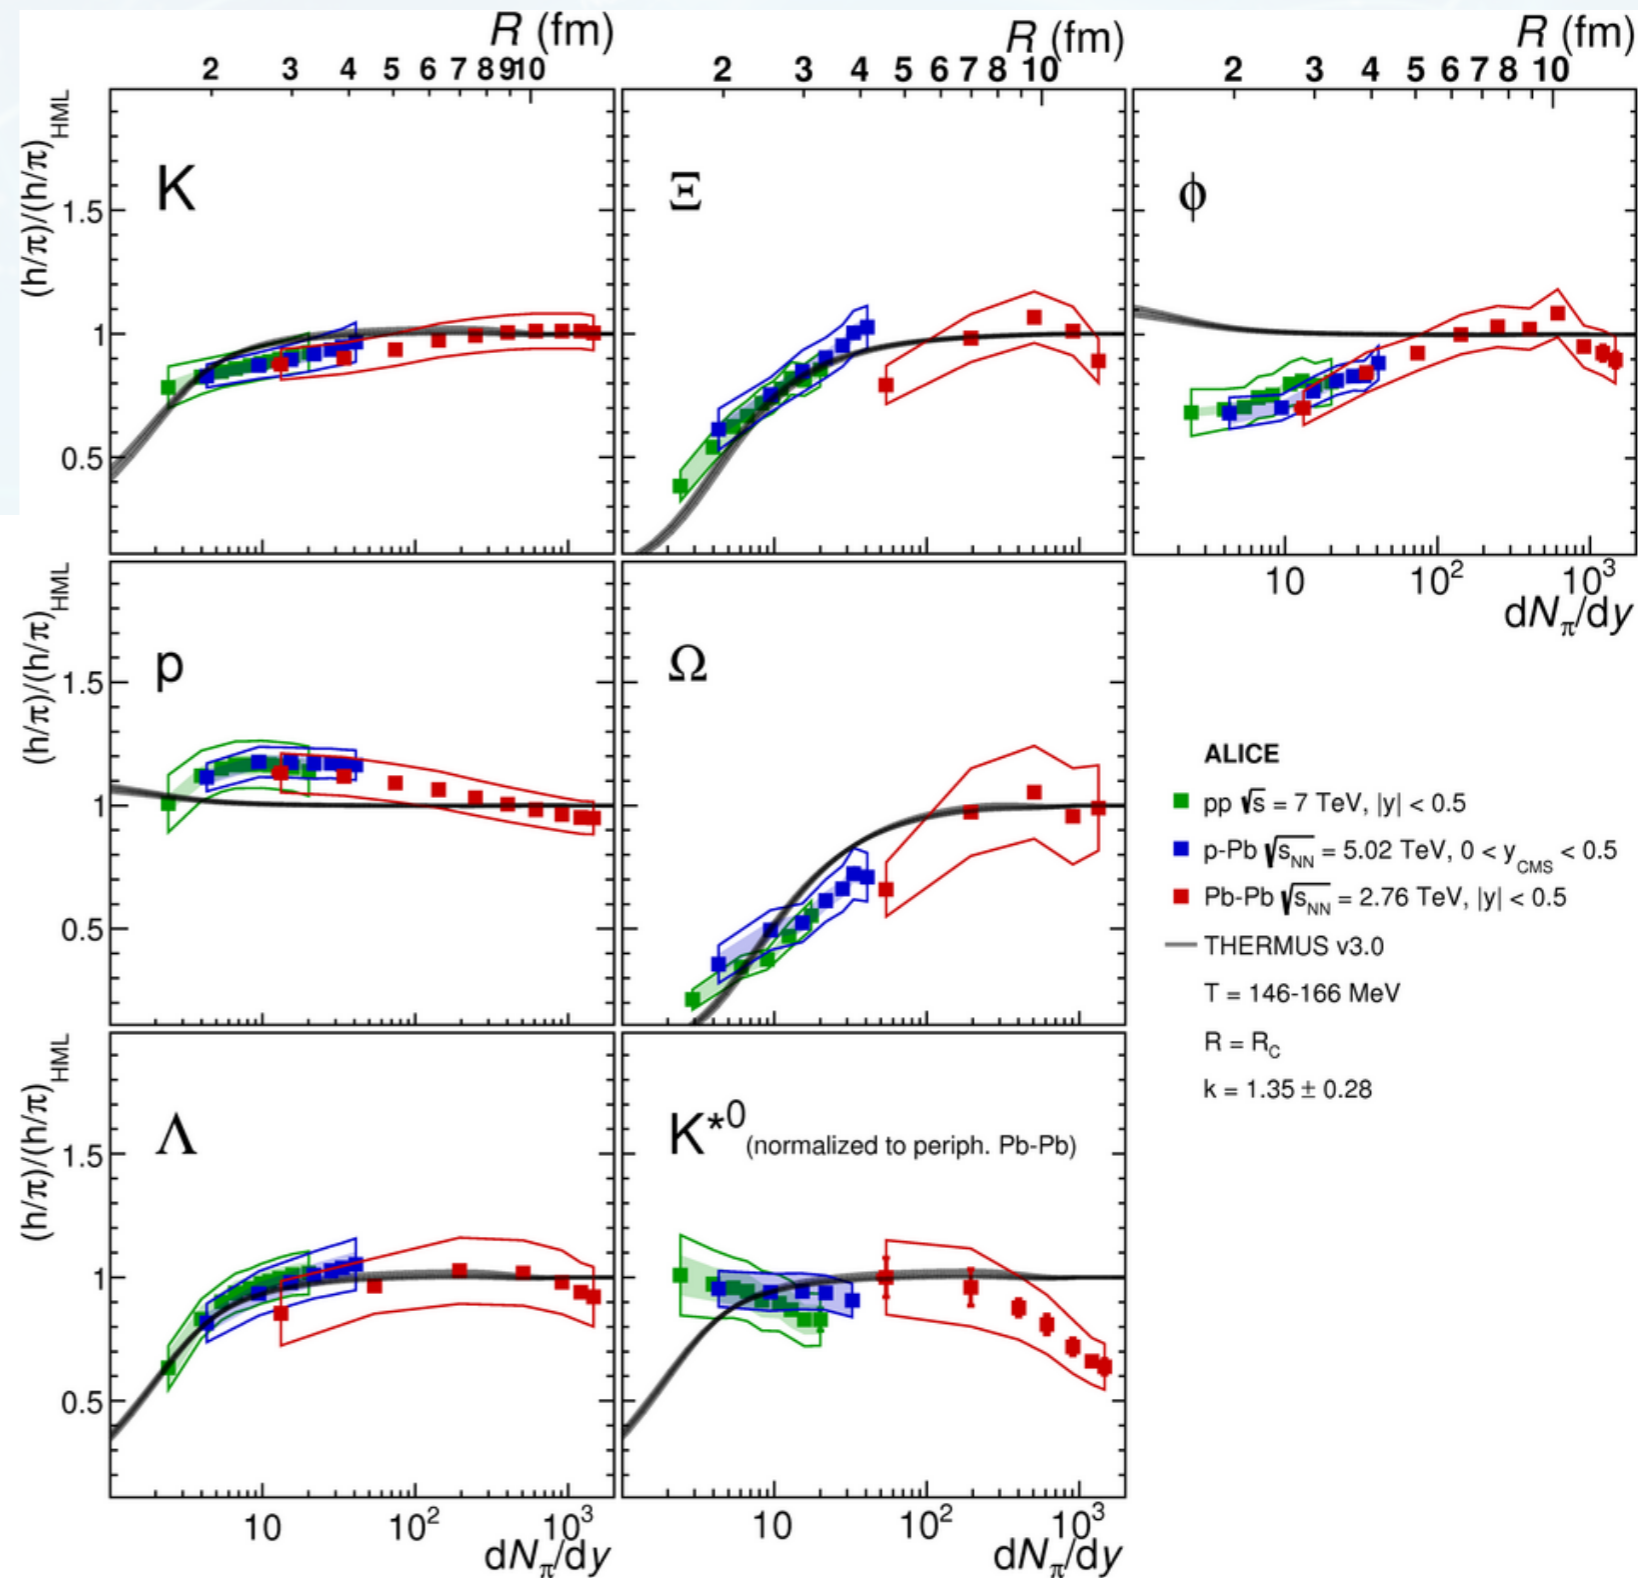 R (fm)
2 3 4 5 6 7 8 9 10
R (fm)
2 3 4 5 6 7 8 10
R (fm)
2 3 4 5 6 7 8 10
(h/π)/(h/π)HML
K
Ξ
ϕ
1.5
1
0.5
10 10² 10³
dNπ/dy
(h/π)/(h/π)HML
p
Ω
1.5
1
0.5
ALICE
pp √s = 7 TeV, |y| < 0.5
p-Pb √sNN = 5.02 TeV, 0 < yCMS < 0.5
Pb-Pb √sNN = 2.76 TeV, |y| < 0.5
THERMUS v3.0
T = 146-166 MeV
R = RC
k = 1.35 ± 0.28
(h/π)/(h/π)HML
Λ
K*⁰ (normalized to periph. Pb-Pb)
1.5
1
0.5
10 10² 10³
dNπ/dy
10 10² 10³
dNπ/dy